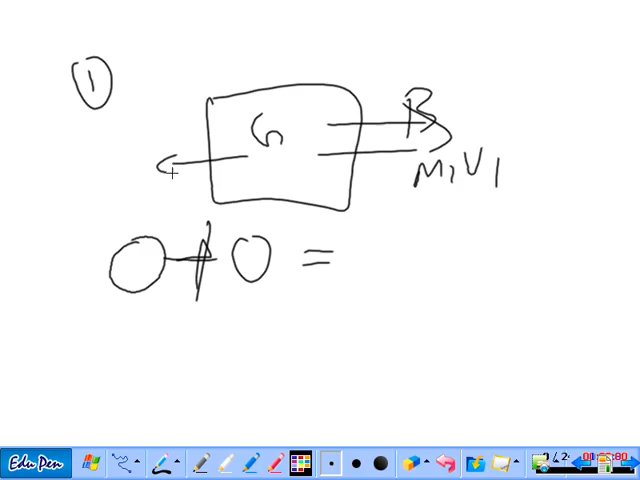 ①
G
B
M1V1
0 + 0 =
Edu Pen